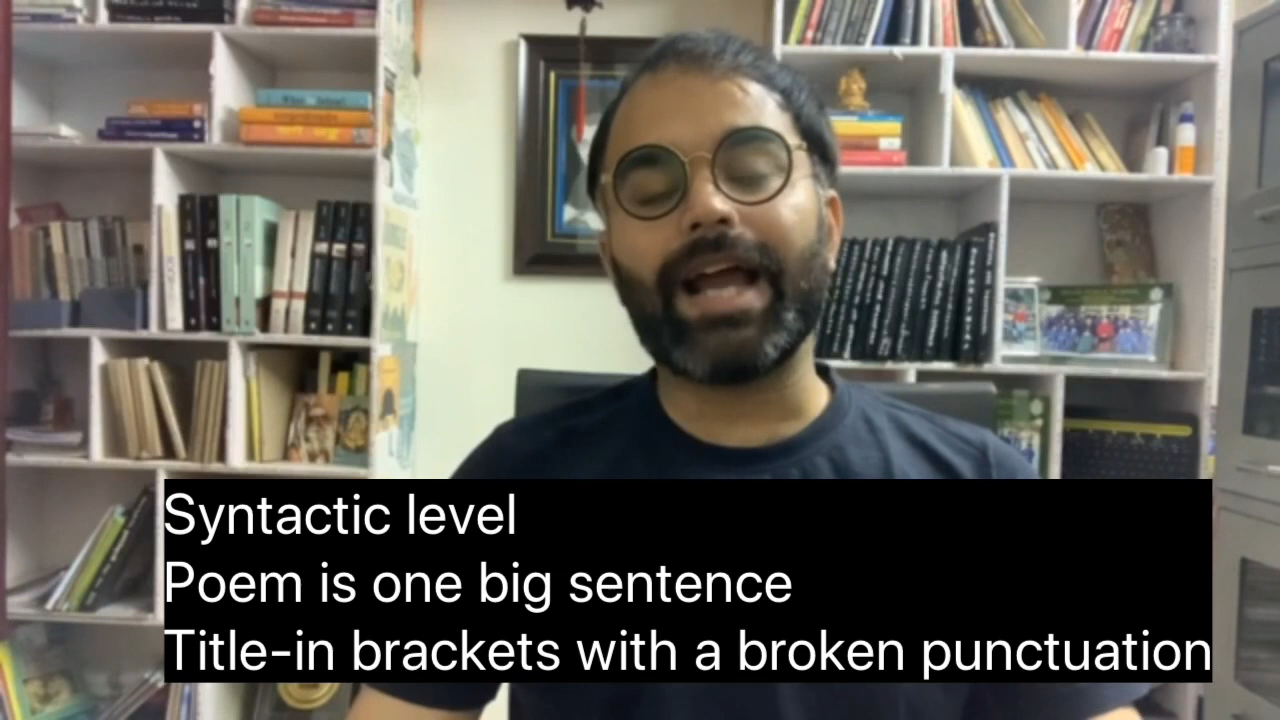 Syntactic level
Poem is one big sentence
Title-in brackets with a broken punctuation